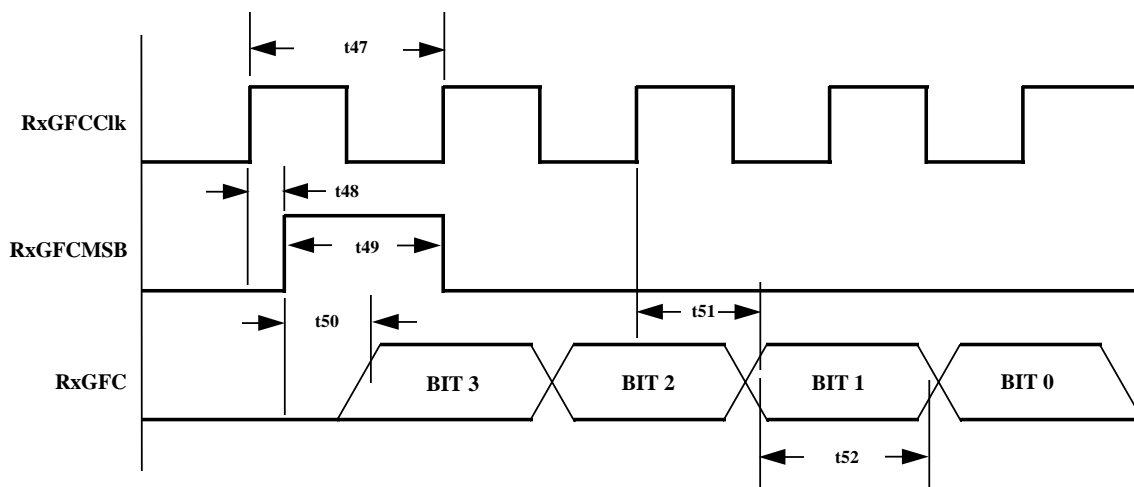 t47
RxGFCClk
t48
RxGFCMSB
t49
t50
t51
RxGFC
BIT 3
BIT 2
BIT 1
BIT 0
t52